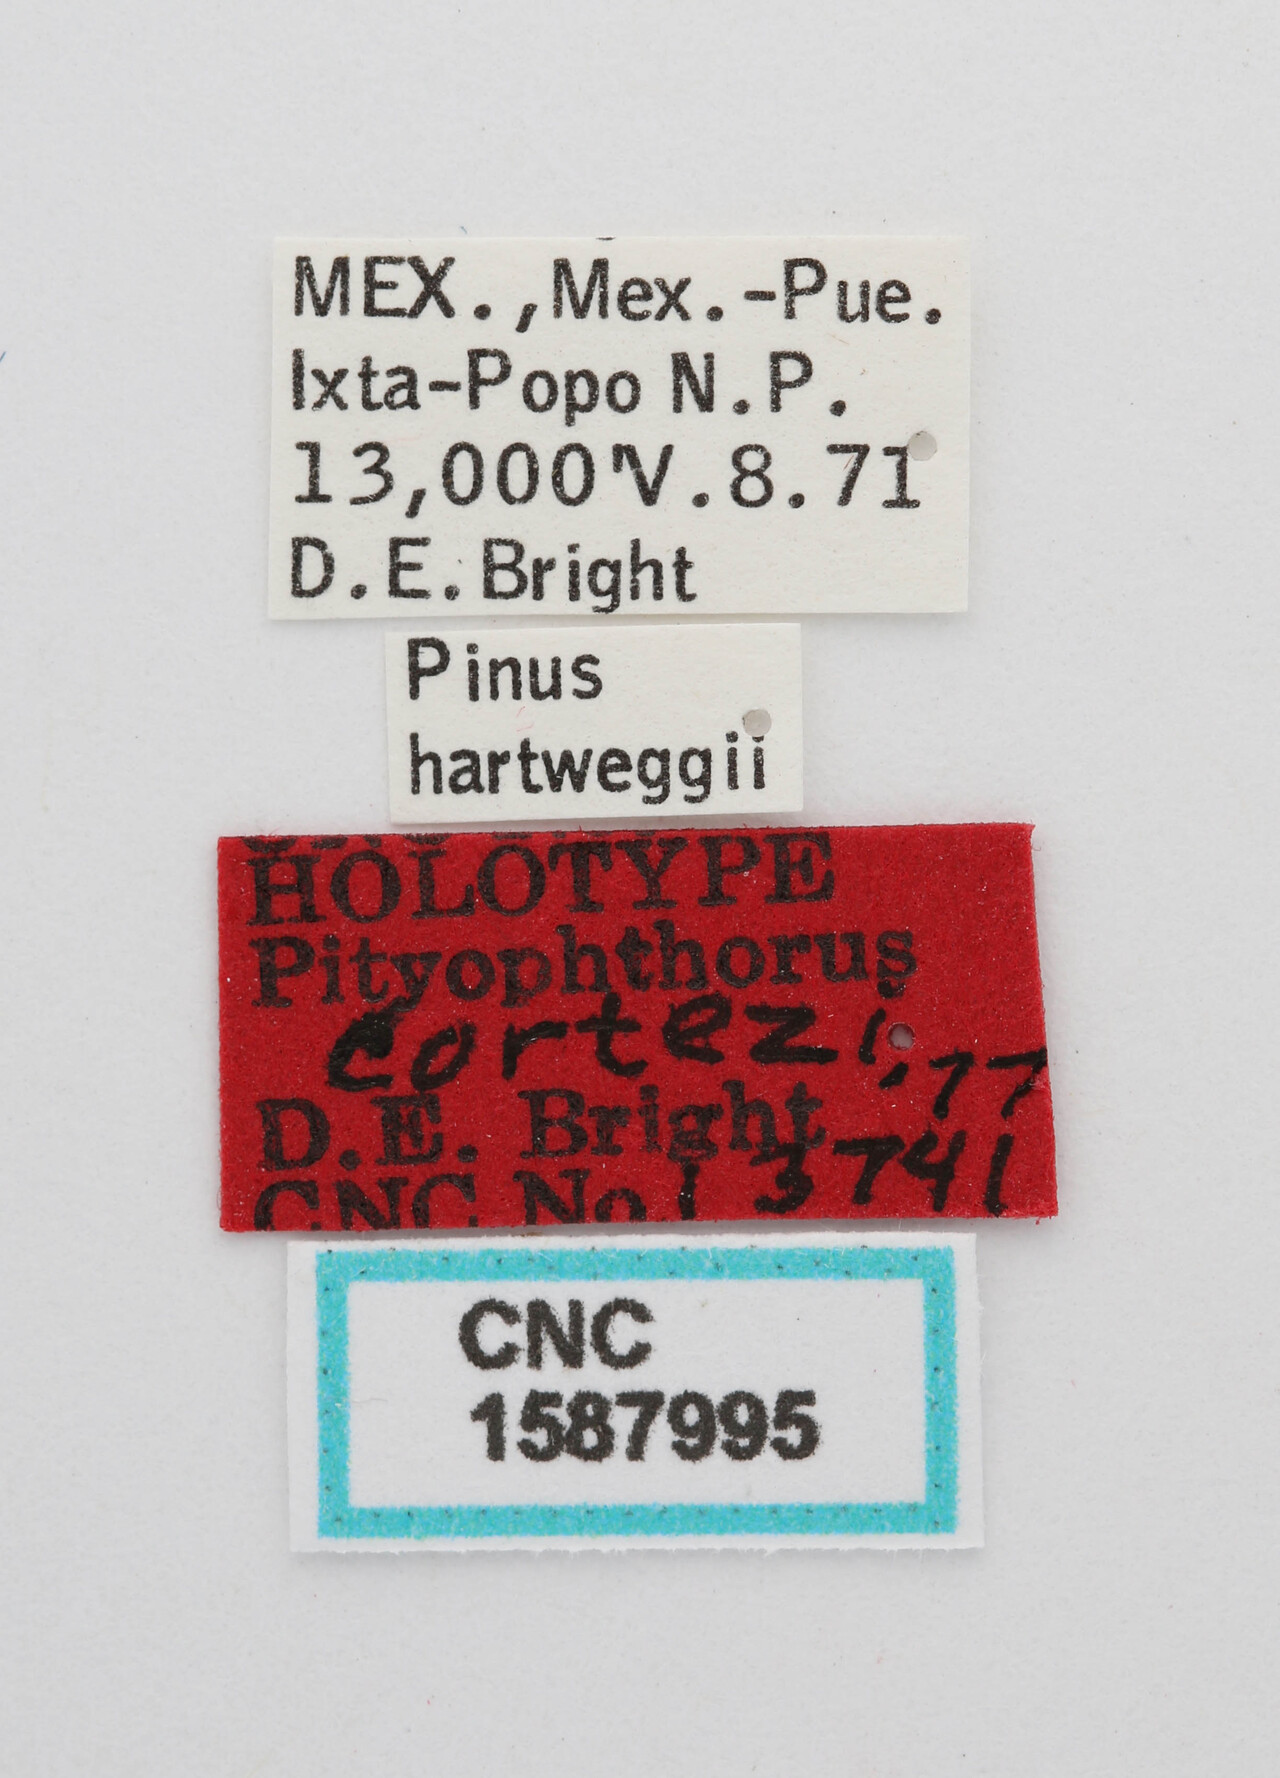 MEX.,Mex.-Pue.
Ixta-Popo N.P.
13,000'V.8.71
D.E.Bright
Pinus
hartweggii
HOLOTYPE
Pityophthorus
cortezi,77
D.E. Bright
CNC No. 13741
CNC
1587995